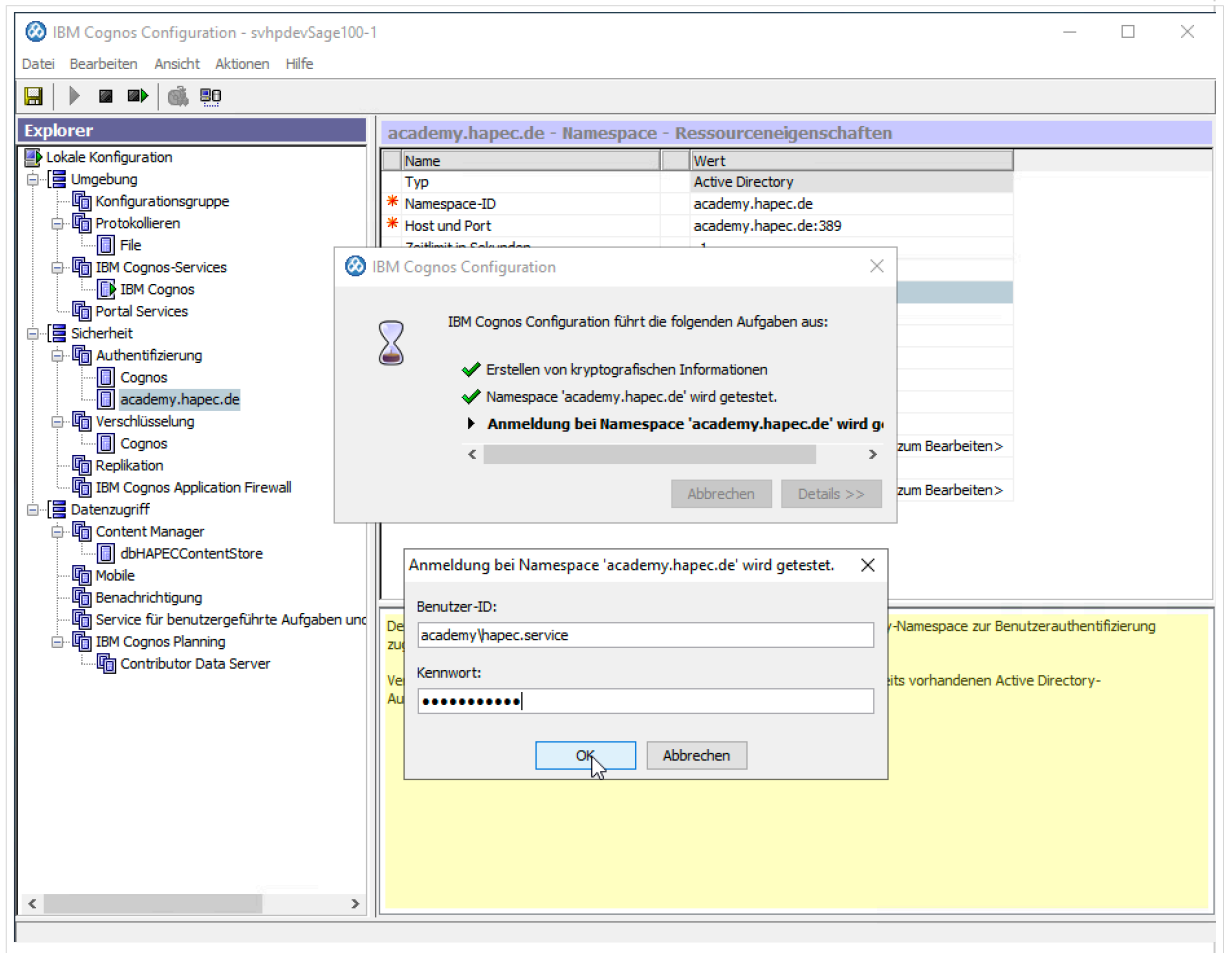 IBM Cognos Configuration - svhpdevSage100-1
Datei Bearbeiten Ansicht Aktionen Hilfe
Explorer
Lokale Konfiguration
Umgebung
Konfigurationsgruppe
Protokollieren
File
IBM Cognos-Services
IBM Cognos
Portal Services
Sicherheit
Authentifizierung
Cognos
academy.hapec.de
Verschlüsselung
Cognos
Replikation
IBM Cognos Application Firewall
Datenzugriff
Content Manager
dbHAPECContentStore
Mobile
Benachrichtigung
Service für benutzergeführte Aufgaben und
IBM Cognos Planning
Contributor Data Server
academy.hapec.de - Namespace - Ressourceneigenschaften
Name Wert
Typ Active Directory
* Namespace-ID academy.hapec.de
* Host und Port academy.hapec.de:389
Zeitlimit in Sekunden -1
zum Bearbeiten>
zum Bearbeiten>
IBM Cognos Configuration
IBM Cognos Configuration führt die folgenden Aufgaben aus:
Erstellen von kryptografischen Informationen
Namespace 'academy.hapec.de' wird getestet.
Anmeldung bei Namespace 'academy.hapec.de' wird
Abbrechen Details >>
Anmeldung bei Namespace 'academy.hapec.de' wird getestet.
Benutzer-ID:
academy\hapec.service
Kennwort:
●●●●●●●●●●●
OK Abbrechen
-Namespace zur Benutzerauthentifizierung
vorhandenen Active Directory-